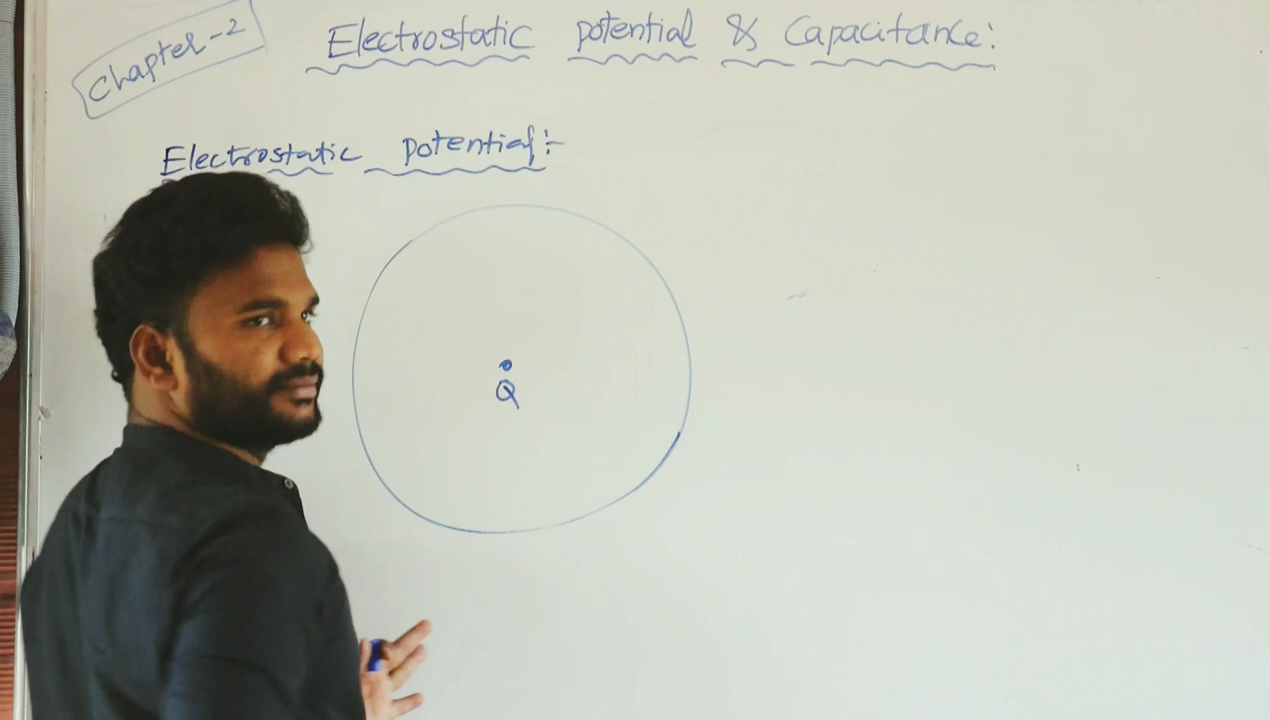 Chapter-2
Electrostatic potential & Capacitance:
Electrostatic potential:-
Q